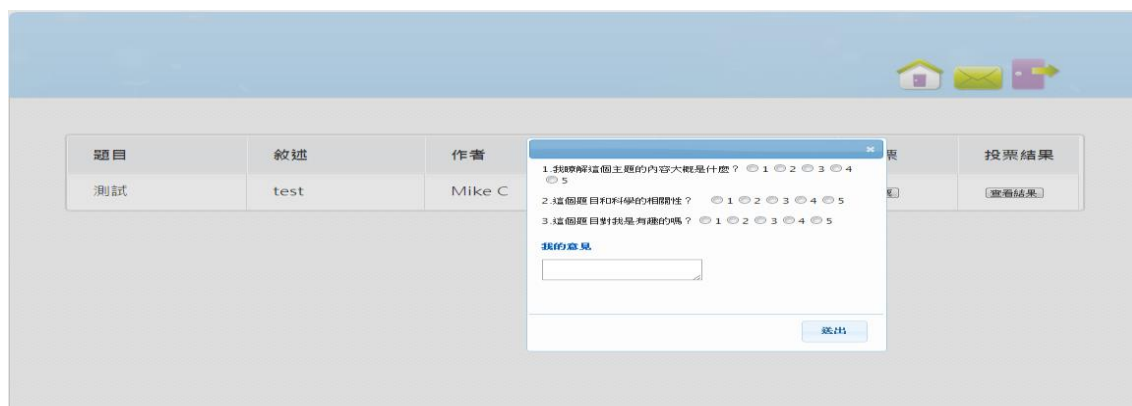 題目 敘述 作者 票 投票結果
測試 test Mike C 查看結果
1.我瞭解這個主題的內容大概是什麼？ 1 2 3 4
5
2.這個題目和科學的相關性？ 1 2 3 4 5
3.這個題目對我是有趣的嗎？ 1 2 3 4 5
我的意見
送出